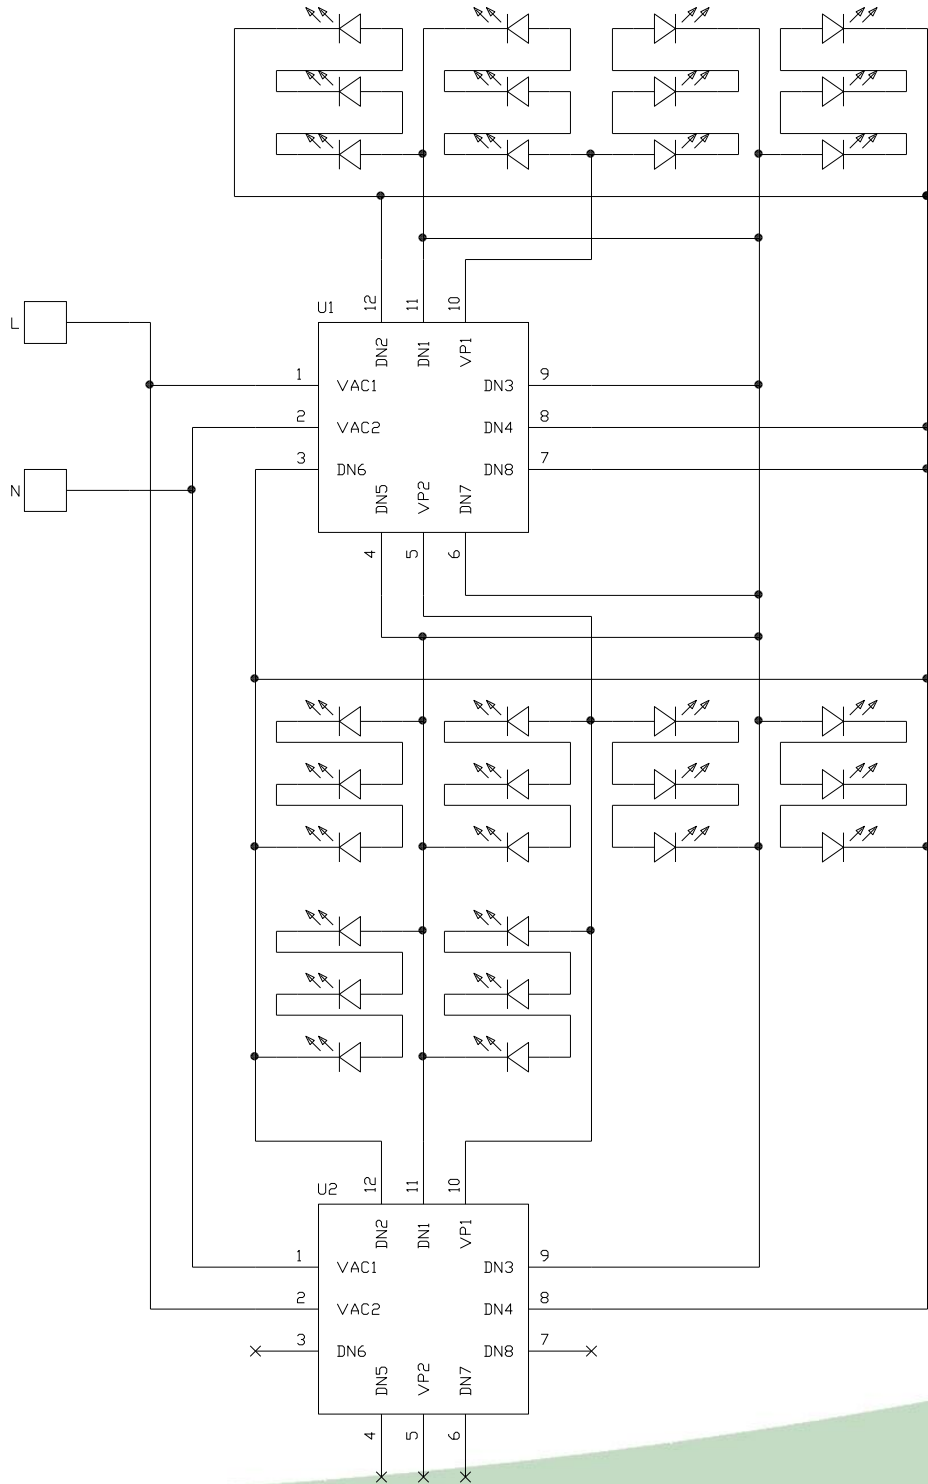 12
11
10
U1
DN2
DN1
VP1
L
1
VAC1
DN3
9
2
VAC2
DN4
8
3
DN6
DN8
7
N
DN5
VP2
DN7
4
5
6
12
11
10
U2
DN2
DN1
VP1
1
VAC1
DN3
9
2
VAC2
DN4
8
3
DN6
DN8
7
DN5
VP2
DN7
4
5
6